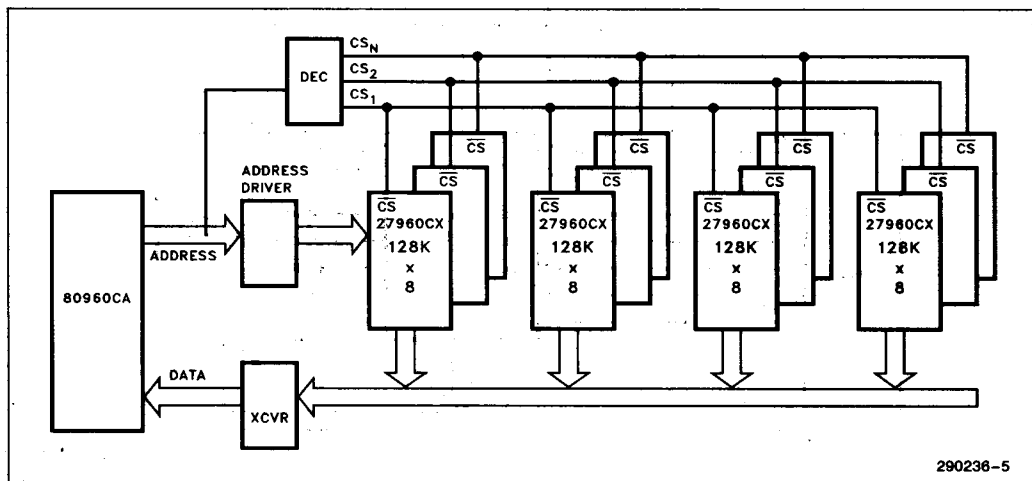 CS_N
DEC
CS_2
CS_1
CS
CS
CS
CS
CS
CS
CS
CS
ADDRESS
DRIVER
CS
27960CX
128K
x
8
CS
27960CX
128K
x
8
CS
27960CX
128K
x
8
CS
27960CX
128K
x
8
ADDRESS
80960CA
DATA
XCVR
290236-5